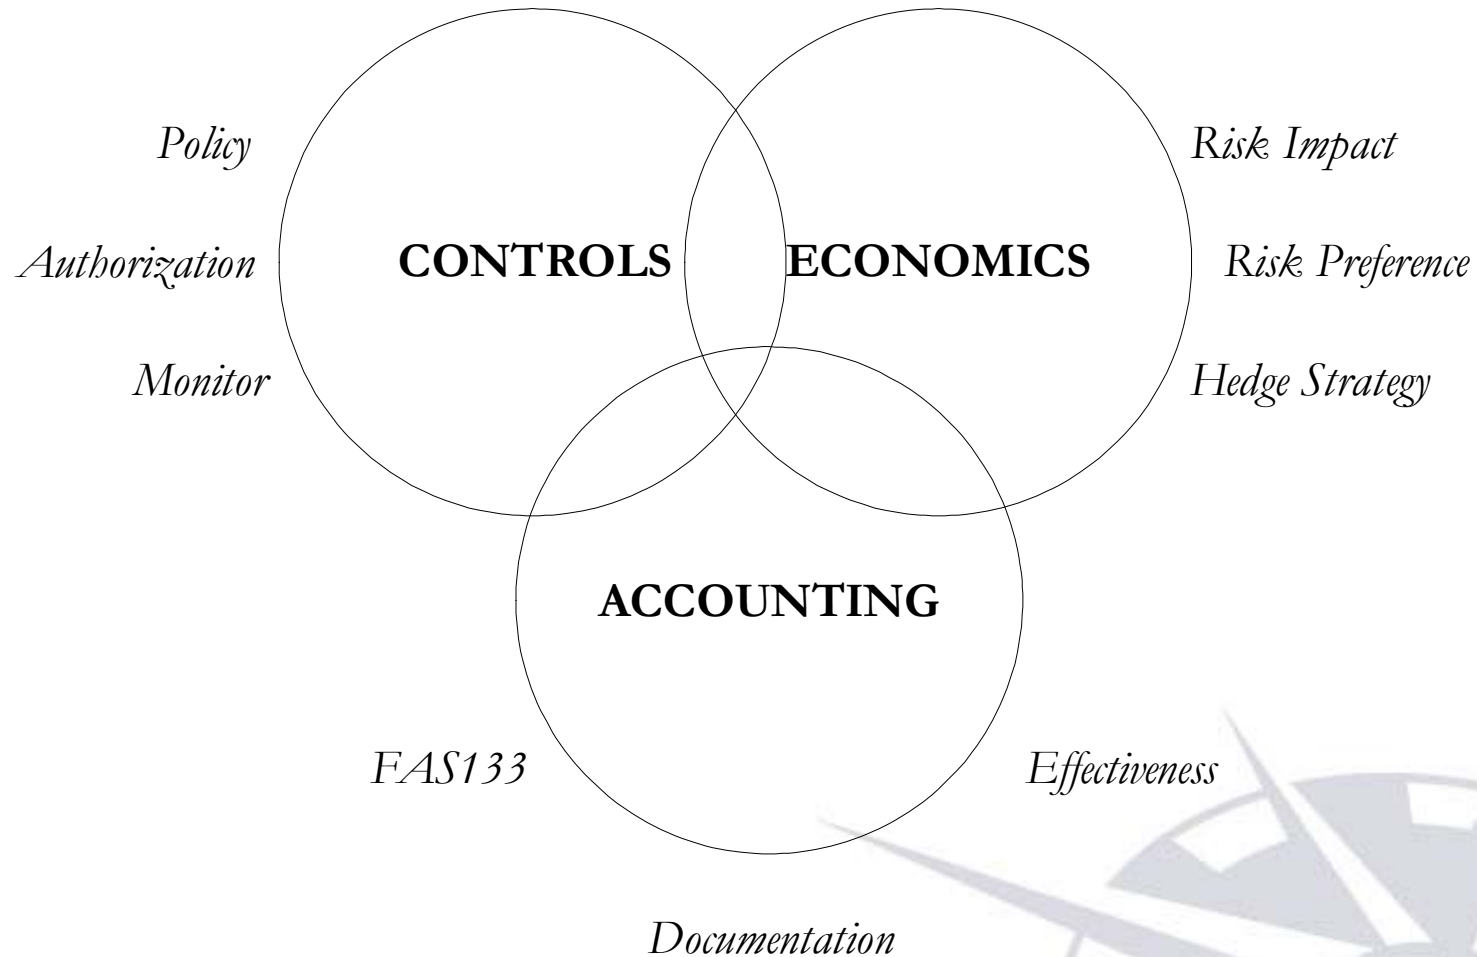 Policy
Risk Impact
Authorization
CONTROLS
ECONOMICS
Risk Preference
Monitor
Hedge Strategy
ACCOUNTING
FAS133
Effectiveness
Documentation